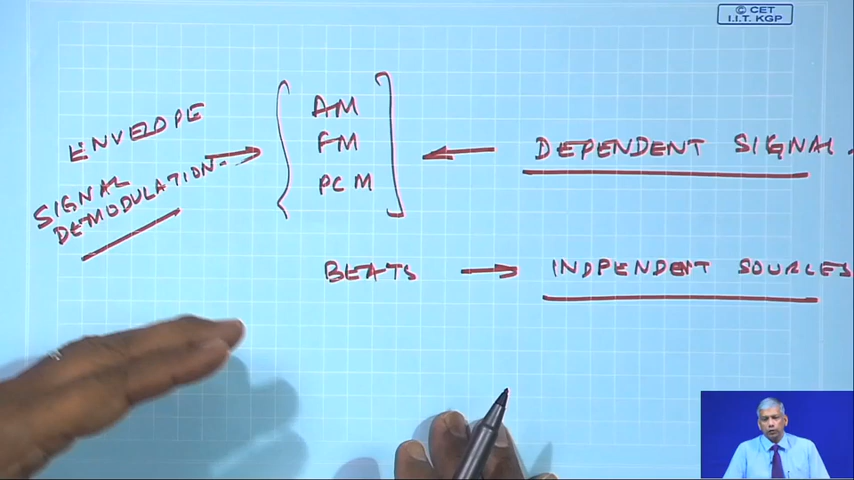 © CET
I.I.T. KGP
ENVELOPE
SIGNAL
DEMODULATION
AM
FM
PCM
DEPENDENT SIGNAL
BEATS
INDPENDENT SOURCES